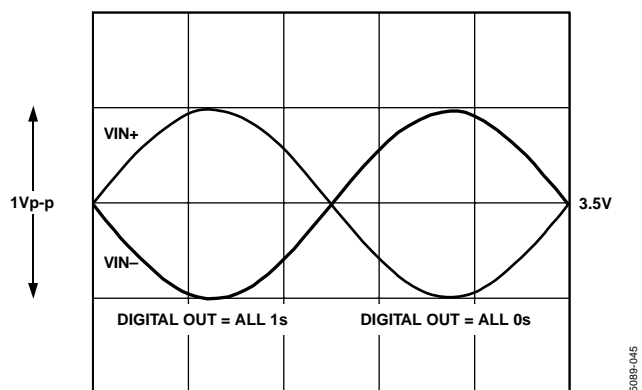 VIN+
1Vp-p
3.5V
VIN–
DIGITAL OUT = ALL 1s
DIGITAL OUT = ALL 0s